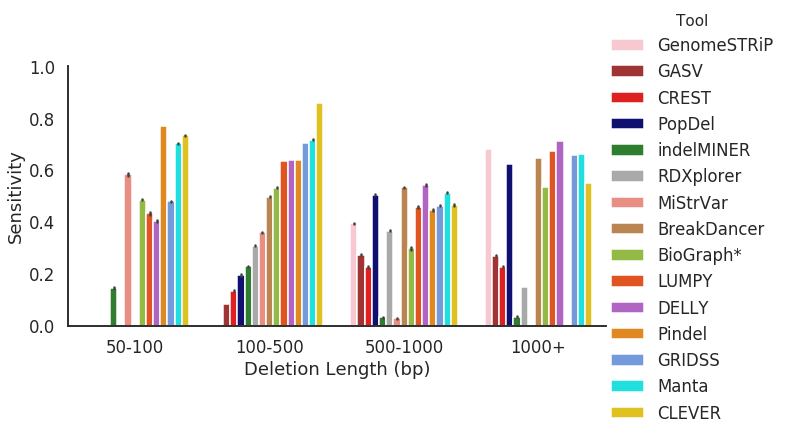 Tool
GenomeSTRiP
GASV
CREST
PopDel
indelMINER
RDXplorer
MiStrVar
BreakDancer
BioGraph*
LUMPY
DELLY
Pindel
GRIDSS
Manta
CLEVER
Sensitivity
1.0
0.8
0.6
0.4
0.2
0.0
50-100 100-500 500-1000 1000+
Deletion Length (bp)